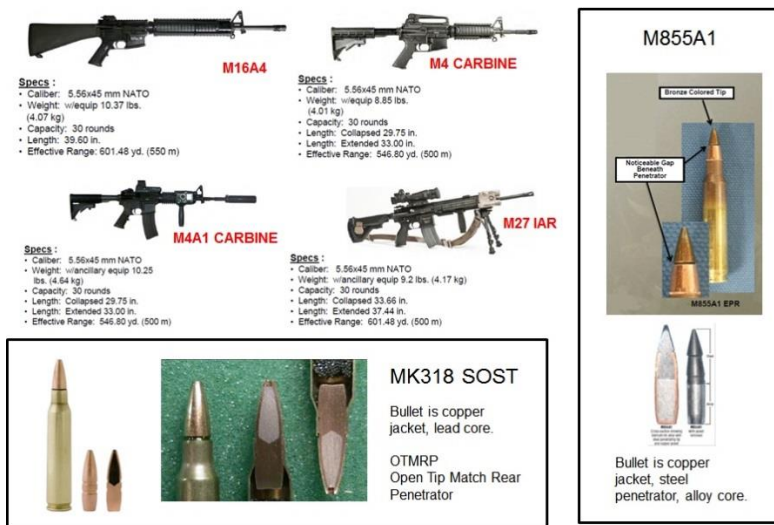 M16A4
Specs :
• Caliber: 5.56x45 mm NATO
• Weight: w/equip 10.37 lbs.
(4.07 kg)
• Capacity: 30 rounds
• Length: 39.60 in.
• Effective Range: 601.48 yd. (550 m)
M4 CARBINE
Specs :
• Caliber: 5.56x45 mm NATO
• Weight: w/equip 8.85 lbs.
(4.01 kg)
• Capacity: 30 rounds
• Length: Collapsed 29.75 in.
• Length: Extended 33.00 in.
• Effective Range: 546.80 yd. (500 m)
M4A1 CARBINE
Specs :
• Caliber: 5.56x45 mm NATO
• Weight: w/ancillary equip 10.25
lbs. (4.64 kg)
• Capacity: 30 rounds
• Length: Collapsed 29.75 in.
• Length: Extended 33.00 in.
• Effective Range: 546.80 yd. (500 m)
M27 IAR
Specs :
• Caliber: 5.56x45 mm NATO
• Weight: w/ancillary equip 9.2 lbs. (4.17 kg)
• Capacity: 30 rounds
• Length: Collapsed 33.66 in.
• Length: Extended 37.44 in.
• Effective Range: 601.48 yd. (500 m)
MK318 SOST
Bullet is copper
jacket, lead core.
OTMRP
Open Tip Match Rear
Penetrator
M855A1
Bronze Colored Tip
Noticeable Gap
Beneath
Penetrator
M855A1 EPR
Bullet is copper
jacket, steel
penetrator, alloy core.